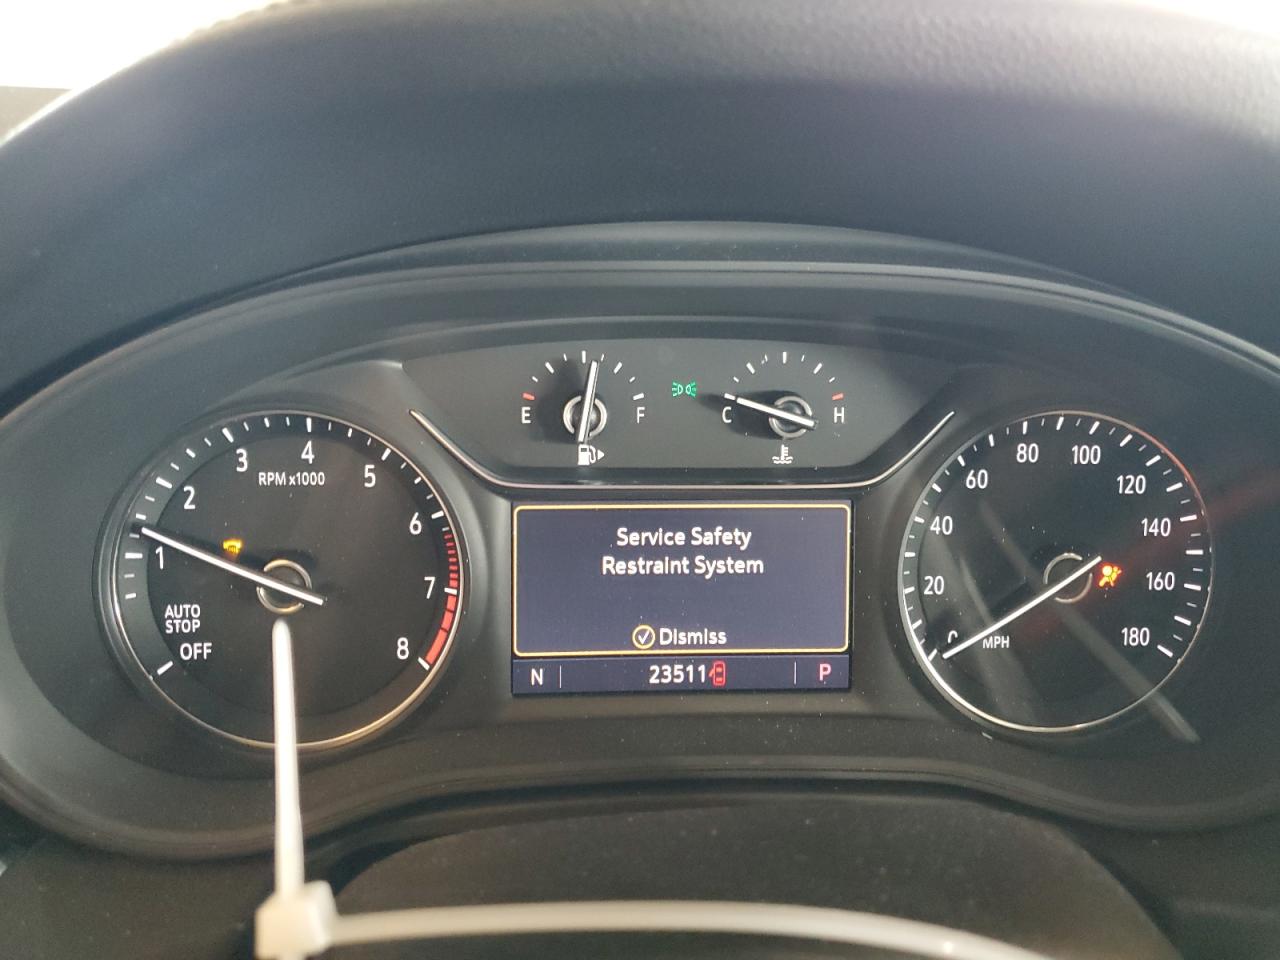 E
F
C
H
1
2
3
4
5
6
7
8
RPM x1000
AUTO
STOP
OFF
Service Safety
Restraint System
Dismiss
N
23511
P
0
20
40
60
80
100
120
140
160
180
MPH